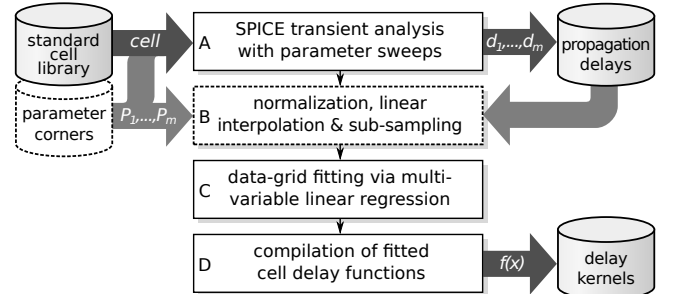 standard
cell
library
cell
A
SPICE transient analysis
with parameter sweeps
d1,...,dm
propagation
delays
parameter
corners
P1,...,Pm
B
normalization, linear
interpolation & sub-sampling
C
data-grid fitting via multi-
variable linear regression
D
compilation of fitted
cell delay functions
f(x)
delay
kernels